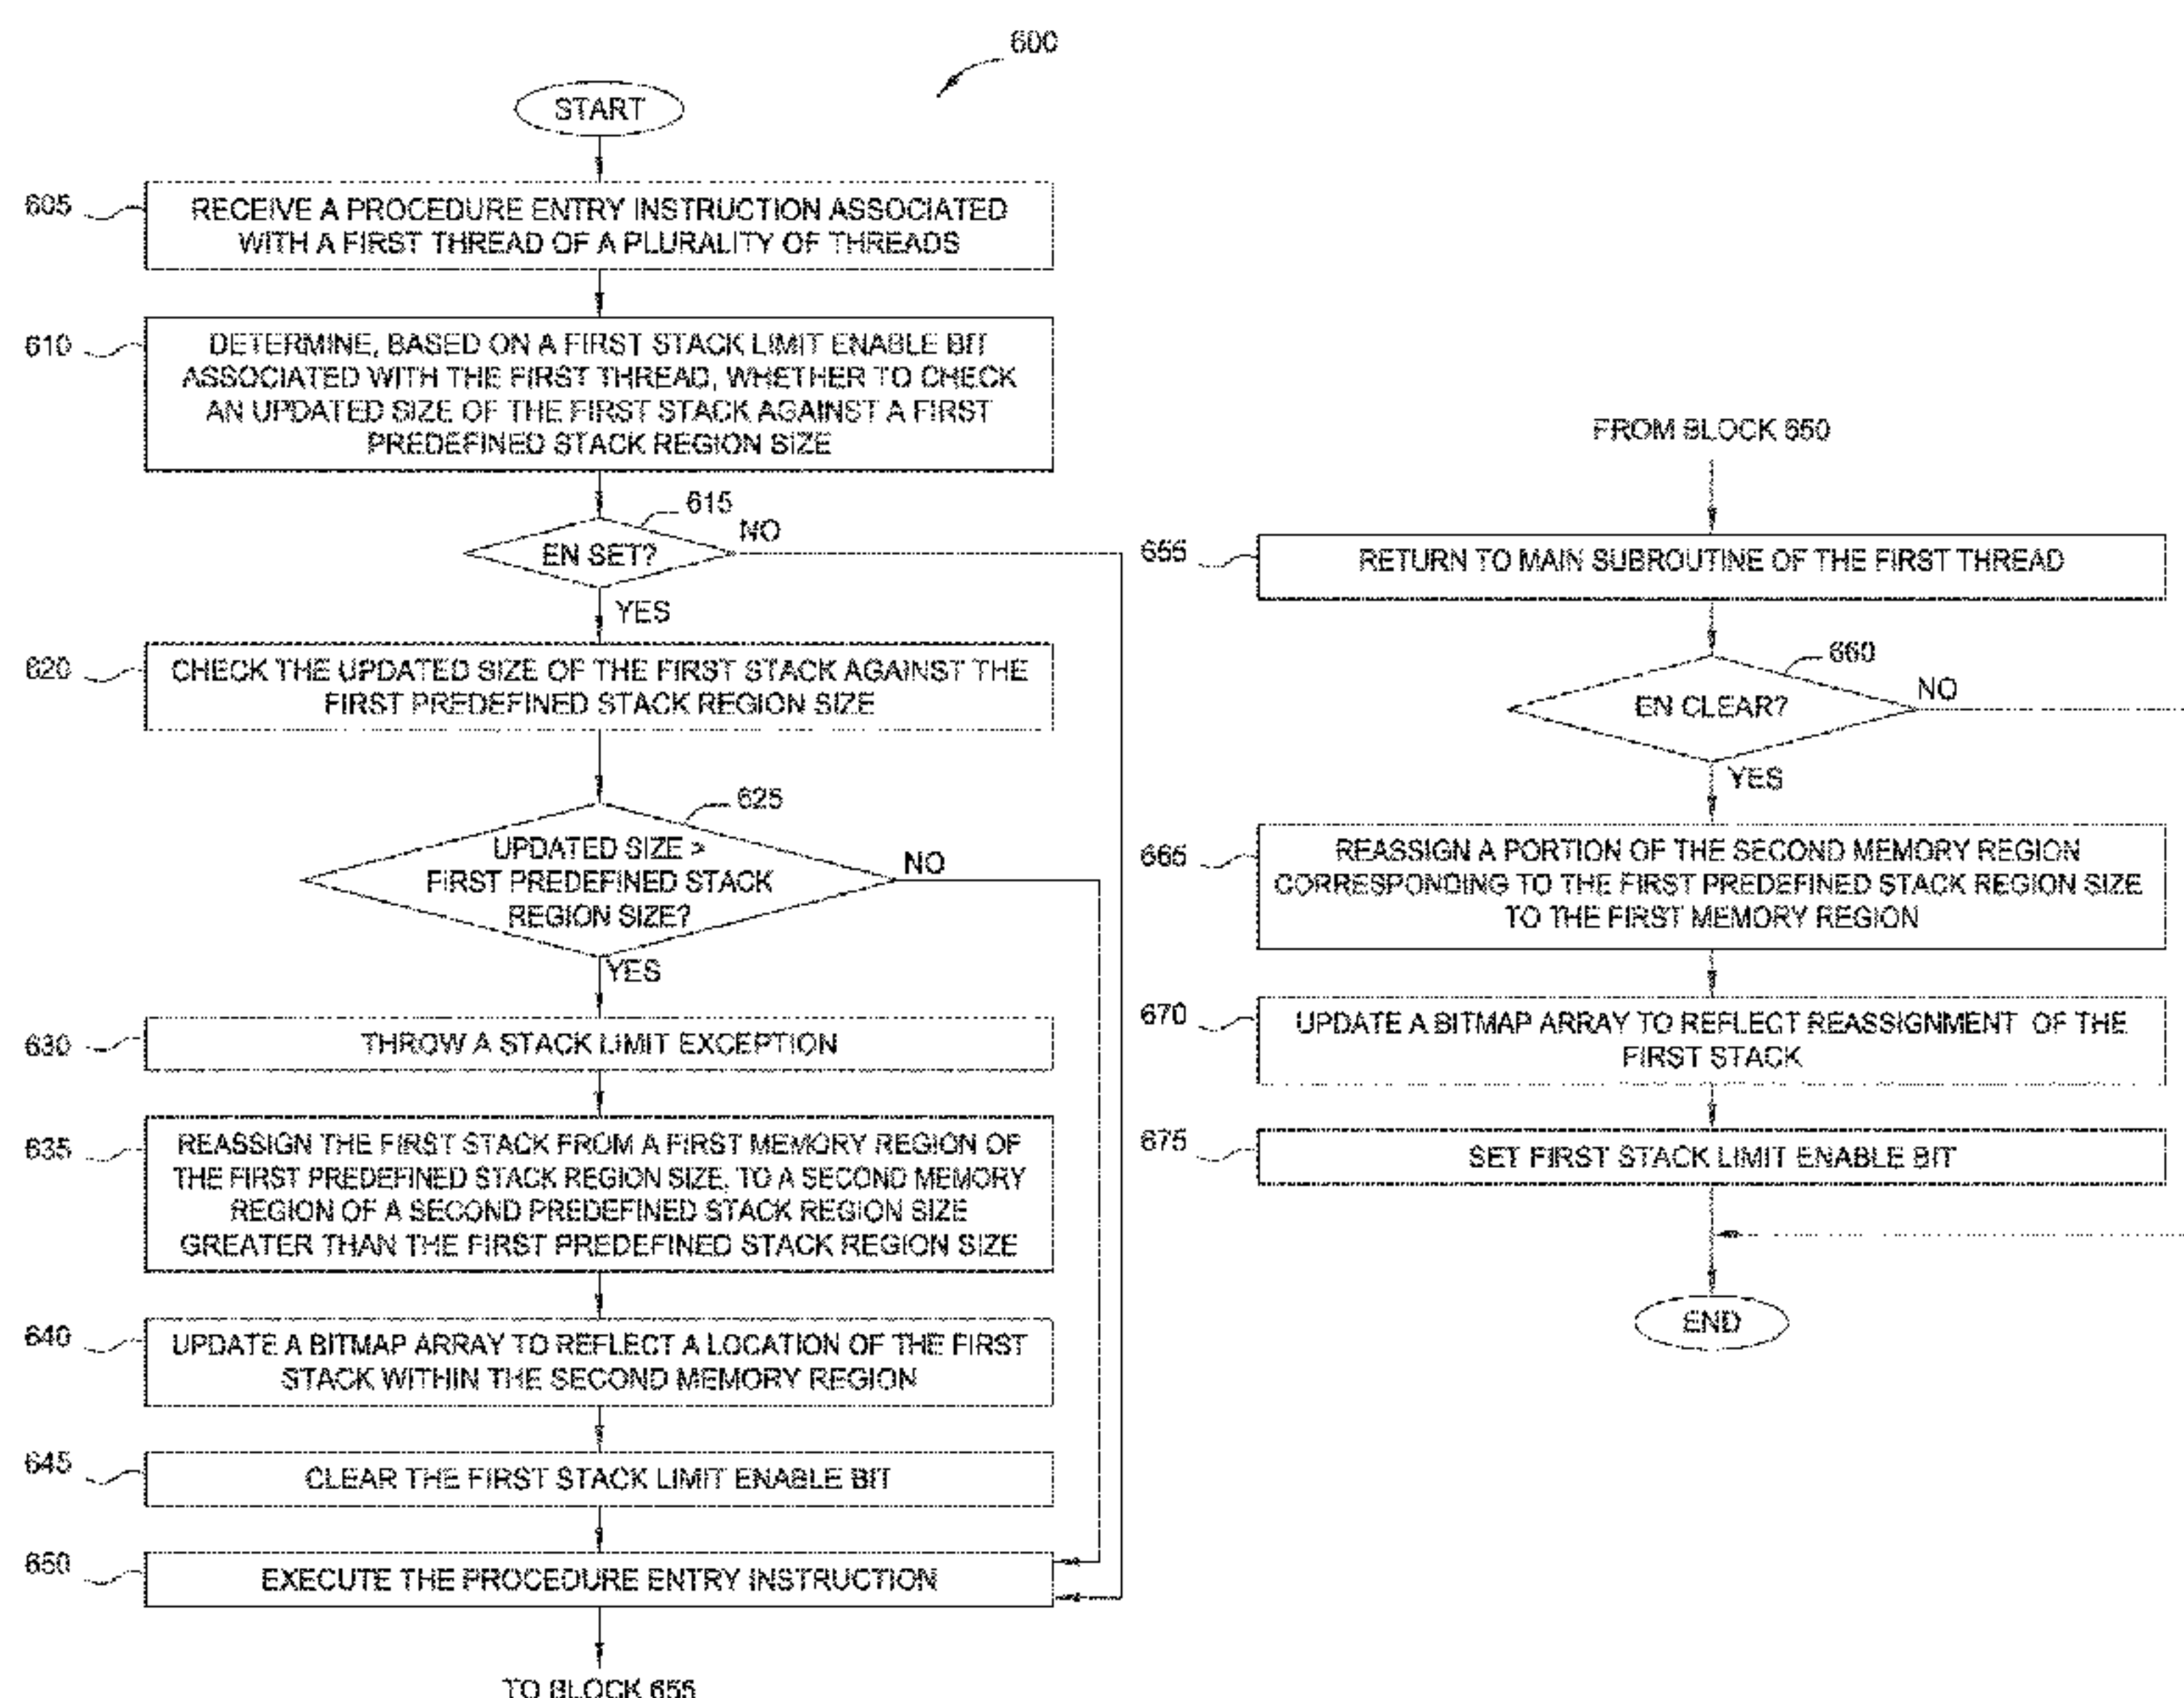 600
START
605
RECEIVE A PROCEDURE ENTRY INSTRUCTION ASSOCIATED
WITH A FIRST THREAD OF A PLURALITY OF THREADS
610
DETERMINE, BASED ON A FIRST STACK LIMIT ENABLE BIT
ASSOCIATED WITH THE FIRST THREAD, WHETHER TO CHECK
AN UPDATED SIZE OF THE FIRST STACK AGAINST A FIRST
PREDEFINED STACK REGION SIZE
615
EN SET?
NO
YES
620
CHECK THE UPDATED SIZE OF THE FIRST STACK AGAINST THE
FIRST PREDEFINED STACK REGION SIZE
625
UPDATED SIZE >
FIRST PREDEFINED STACK
REGION SIZE?
NO
YES
630
THROW A STACK LIMIT EXCEPTION
635
REASSIGN THE FIRST STACK FROM A FIRST MEMORY REGION OF
THE FIRST PREDEFINED STACK REGION SIZE, TO A SECOND MEMORY
REGION OF A SECOND PREDEFINED STACK REGION SIZE
GREATER THAN THE FIRST PREDEFINED STACK REGION SIZE
640
UPDATE A BITMAP ARRAY TO REFLECT A LOCATION OF THE FIRST
STACK WITHIN THE SECOND MEMORY REGION
645
CLEAR THE FIRST STACK LIMIT ENABLE BIT
650
EXECUTE THE PROCEDURE ENTRY INSTRUCTION
TO BLOCK 655
FROM BLOCK 650
655
RETURN TO MAIN SUBROUTINE OF THE FIRST THREAD
660
EN CLEAR?
NO
YES
665
REASSIGN A PORTION OF THE SECOND MEMORY REGION
CORRESPONDING TO THE FIRST PREDEFINED STACK REGION SIZE
TO THE FIRST MEMORY REGION
670
UPDATE A BITMAP ARRAY TO REFLECT REASSIGNMENT OF THE
FIRST STACK
675
SET FIRST STACK LIMIT ENABLE BIT
END